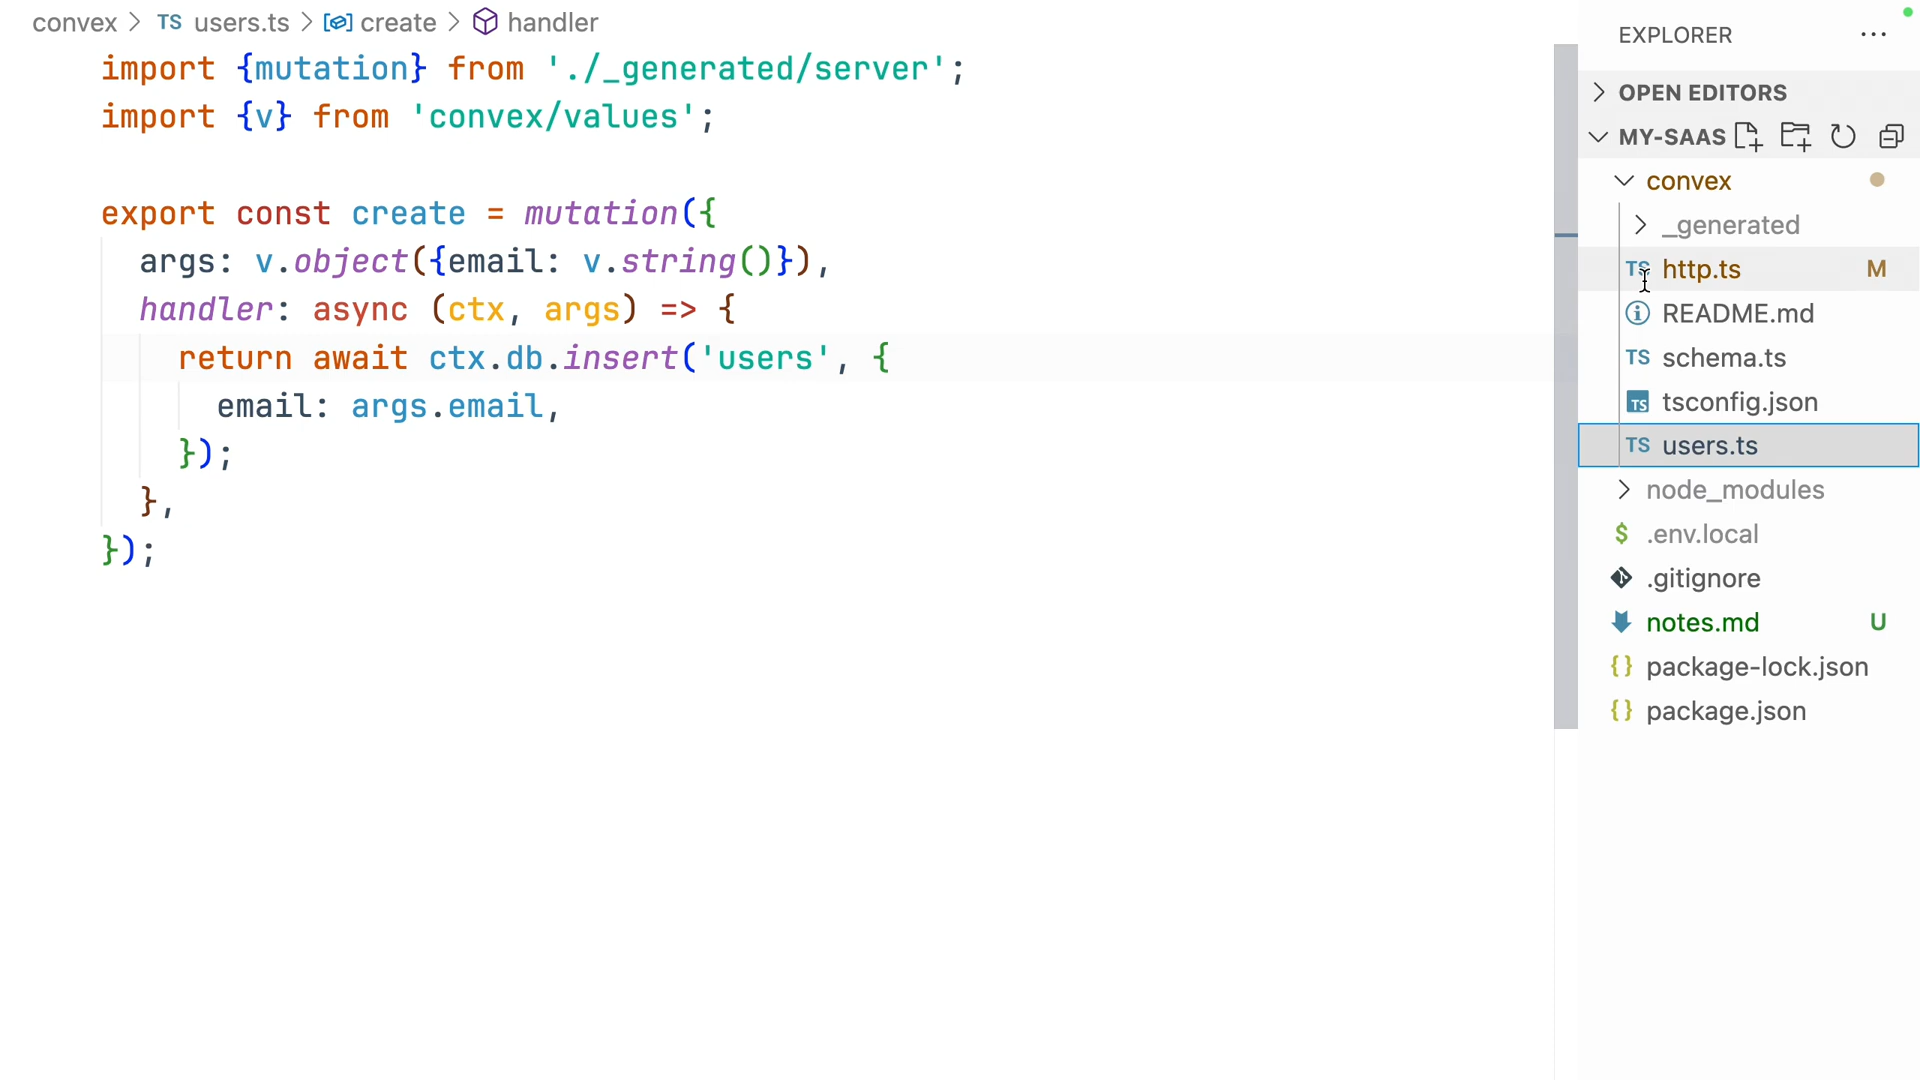 convex > TS users.ts > create > handler
import {mutation} from './_generated/server';
import {v} from 'convex/values';
export const create = mutation({
args: v.object({email: v.string()}),
handler: async (ctx, args) => {
return await ctx.db.insert('users', {
email: args.email,
});
},
});
EXPLORER ...
OPEN EDITORS
MY-SAAS
convex
_generated
TS http.ts M
README.md
TS schema.ts
TS tsconfig.json
TS users.ts
node_modules
$ .env.local
.gitignore
notes.md U
{} package-lock.json
{} package.json